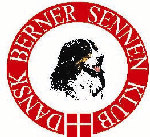 DANSK BERNER SENNEN KLUB